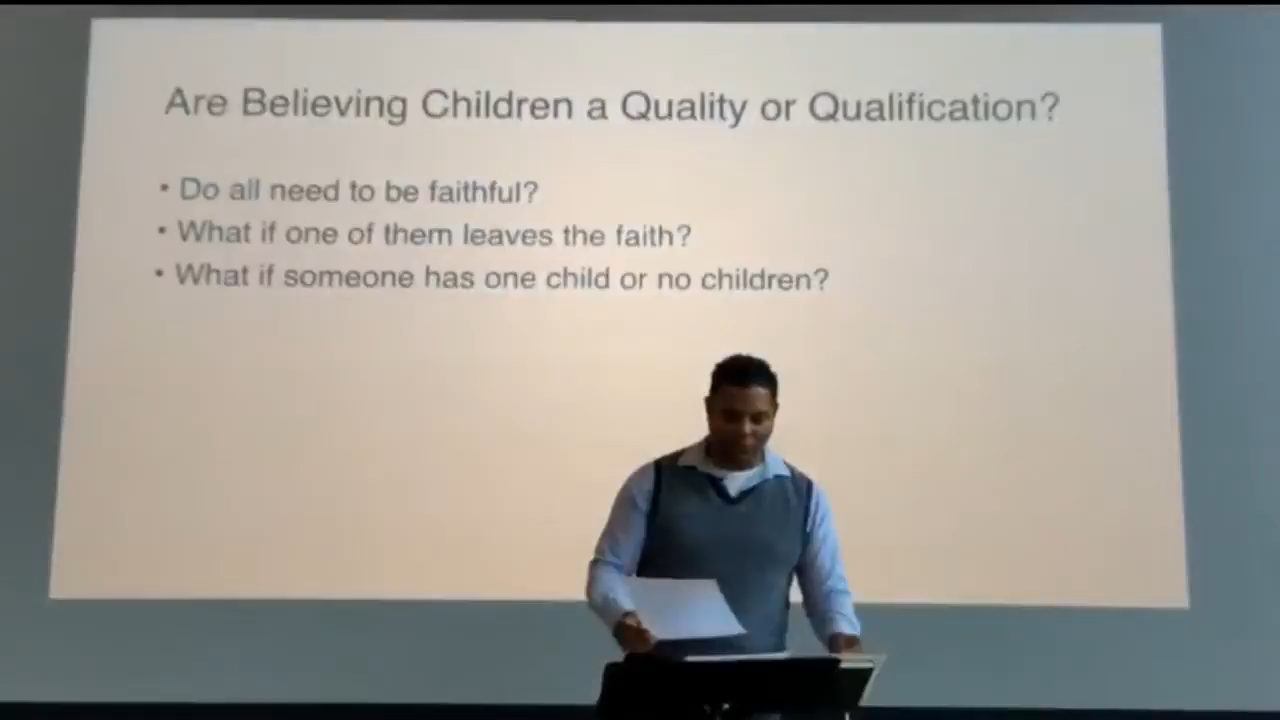 Are Believing Children a Quality or Qualification?
• Do all need to be faithful?
• What if one of them leaves the faith?
• What if someone has one child or no children?